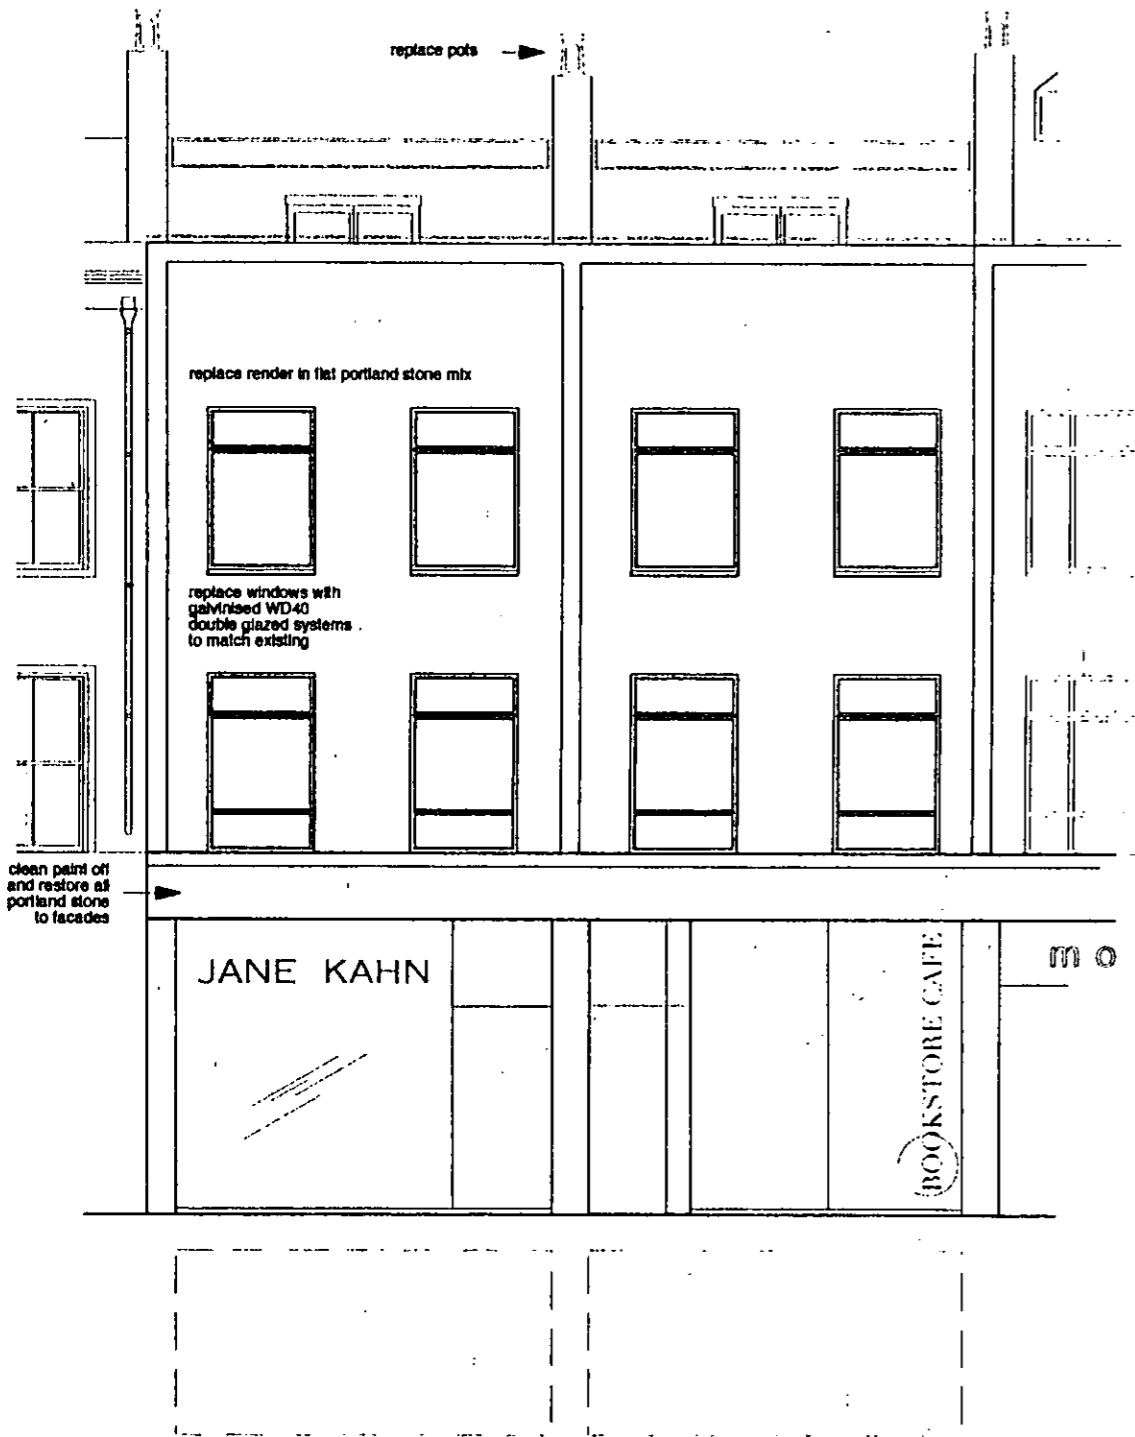 replace pots
replace render in flat portland stone mix
replace windows with
galvinised WD40
double glazed systems
to match existing
clean paint off
and restore all
portland stone
to facades
JANE KAHN
BOOKSTORE CAFE
mo